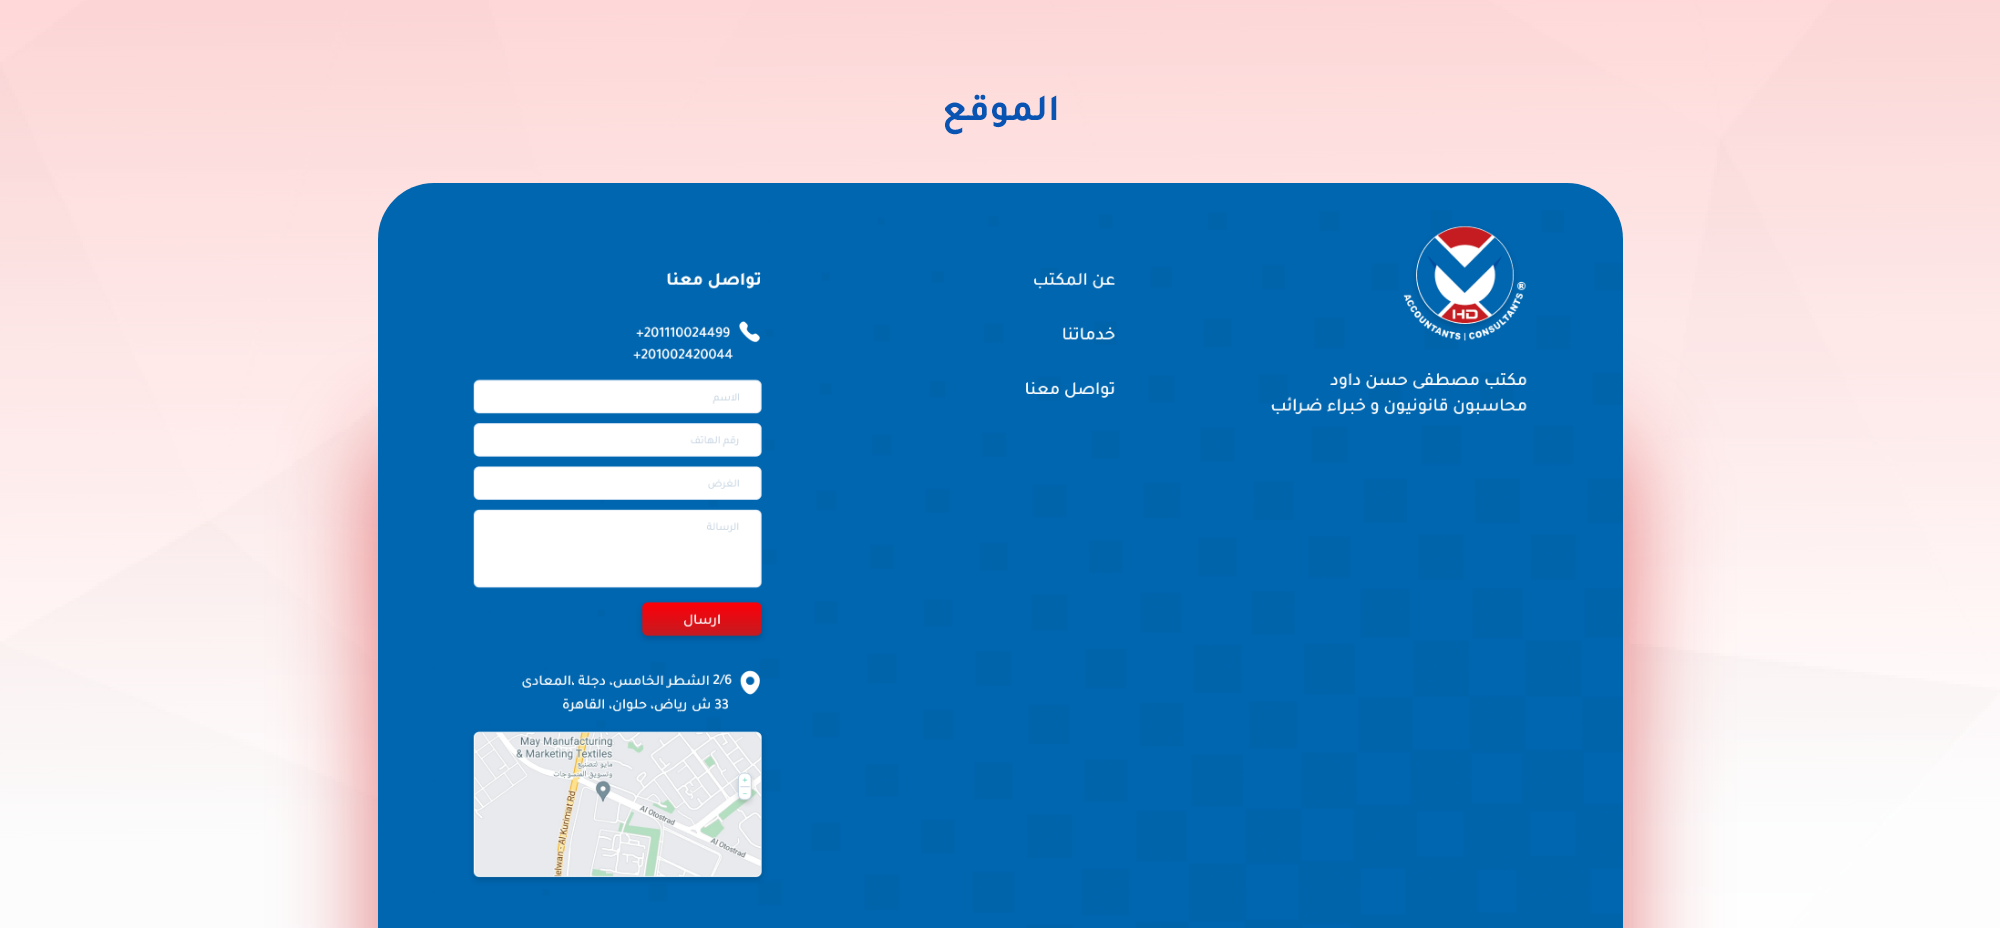 الموقع
ACCOUNTANTS | CONSULTANTS ®
HD
مكتب مصطفى حسن داود
محاسبون قانونيون و خبراء ضرائب
عن المكتب
خدماتنا
تواصل معنا
تواصل معنا
+201110024499
+201002420044
الاسم
رقم الهاتف
الغرض
الرسالة
ارسال
2/6 الشطر الخامس، دجلة ،المعادى
33 ش رياض، حلوان، القاهرة
May Manufacturing
& Marketing Textiles
مايو لتصنيع
وتسويق المنسوجات
Al Otostrad
Al Otostrad
elwan - Al Kurimat Rd